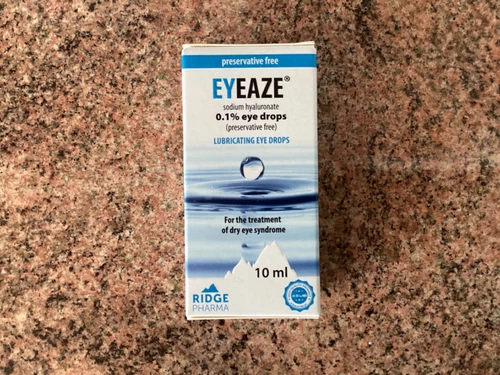 preservative free
EYEAZE®
sodium hyaluronate
0.1% eye drops
(preservative free)
LUBRICATING EYE DROPS
For the treatment
of dry eye syndrome
10 ml
RIDGE
PHARMA